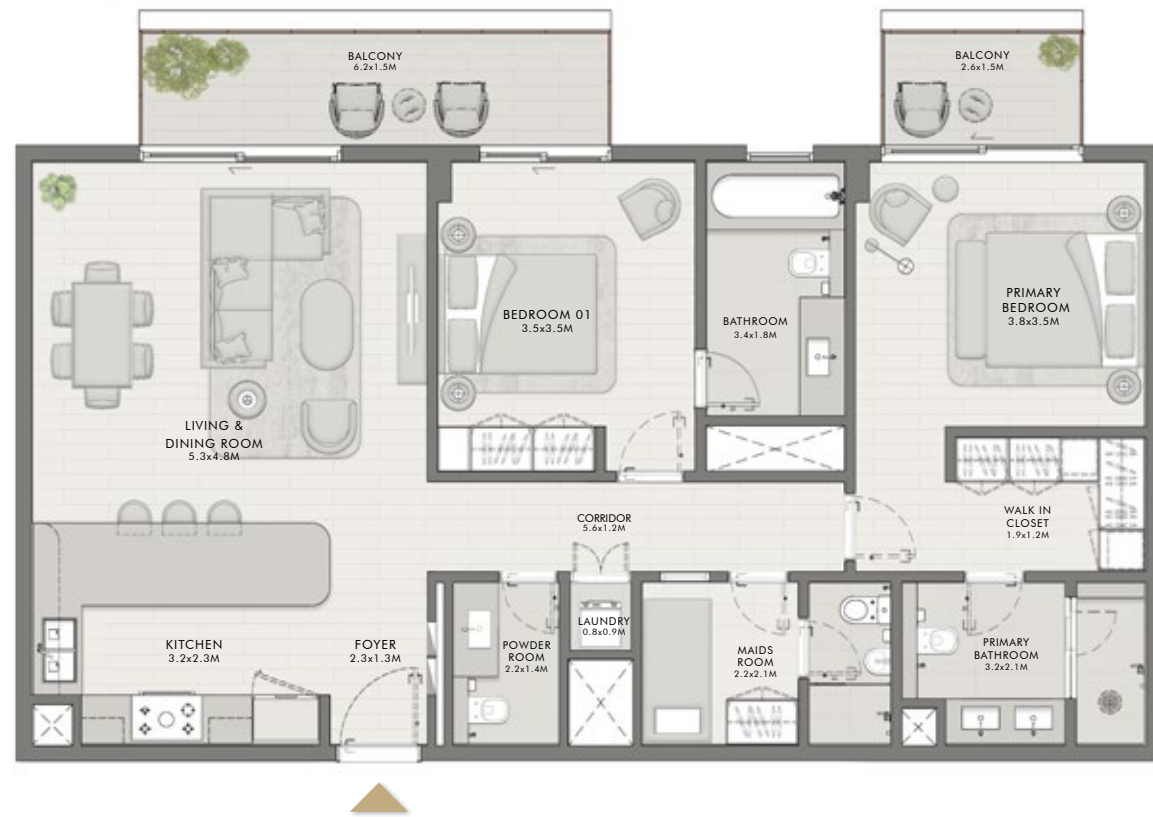 BALCONY
6.2x1.5M
BALCONY
2.6x1.5M
BEDROOM 01
3.5x3.5M
BATHROOM
3.4x1.8M
PRIMARY
BEDROOM
3.8x3.5M
LIVING &
DINING ROOM
5.3x4.8M
CORRIDOR
5.6x1.2M
WALK IN
CLOSET
1.9x1.2M
KITCHEN
3.2x2.3M
FOYER
2.3x1.3M
POWDER
ROOM
2.2x1.4M
LAUNDRY
0.8x0.9M
MAIDS
ROOM
2.2x2.1M
PRIMARY
BATHROOM
3.2x2.1M